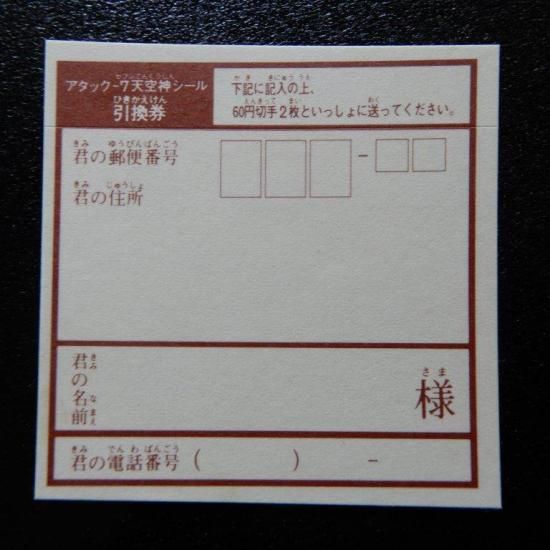 アタック-7天空神シール
引換券
下記に記入の上、
60円切手2枚といっしょに送ってください。
君の郵便番号
-
君の住所
君の名前
様
君の電話番号 ( ) -